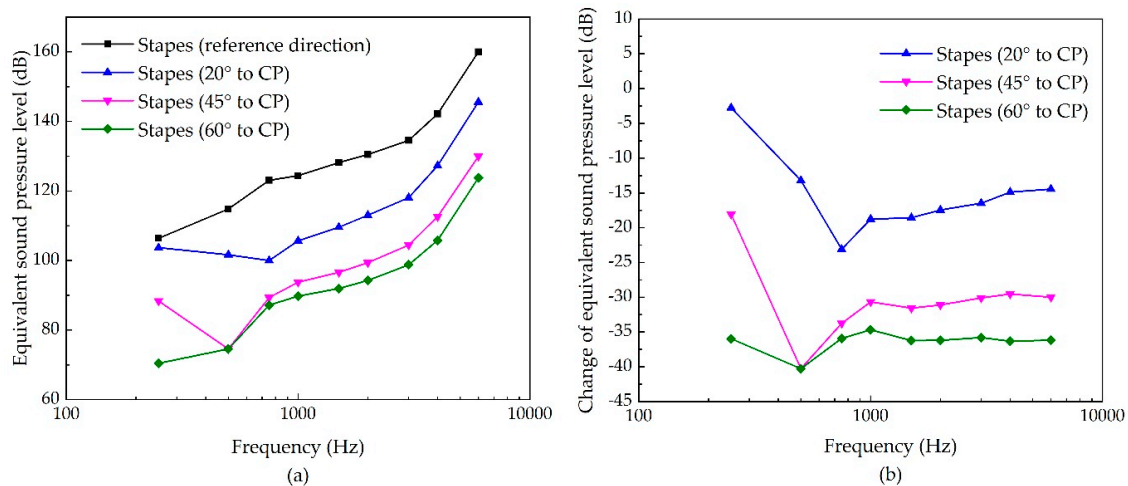 Equivalent sound pressure level (dB)
160
140
120
100
80
60
Stapes (reference direction)
Stapes (20° to CP)
Stapes (45° to CP)
Stapes (60° to CP)
100
1000
10000
Frequency (Hz)
(a)
Change of equivalent sound pressure level (dB)
10
5
0
-5
-10
-15
-20
-25
-30
-35
-40
-45
Stapes (20° to CP)
Stapes (45° to CP)
Stapes (60° to CP)
100
1000
10000
Frequency (Hz)
(b)